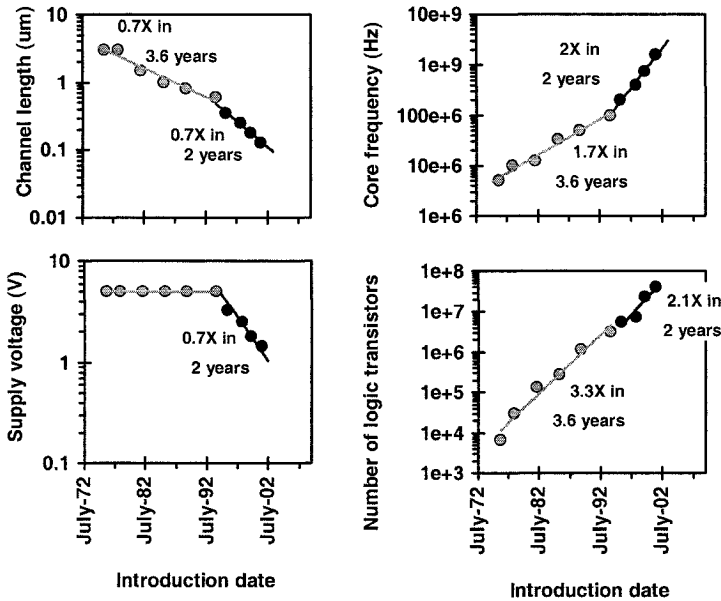 Channel length (um)
10
1
0.1
0.01
0.7X in
3.6 years
0.7X in
2 years
Core frequency (Hz)
10e+9
1e+9
100e+6
10e+6
1e+6
2X in
2 years
1.7X in
3.6 years
Supply voltage (V)
10
1
0.1
0.7X in
2 years
July-72
July-82
July-92
July-02
Introduction date
Number of logic transistors
1e+8
1e+7
1e+6
1e+5
1e+4
1e+3
2.1X in
2 years
3.3X in
3.6 years
July-72
July-82
July-92
July-02
Introduction date